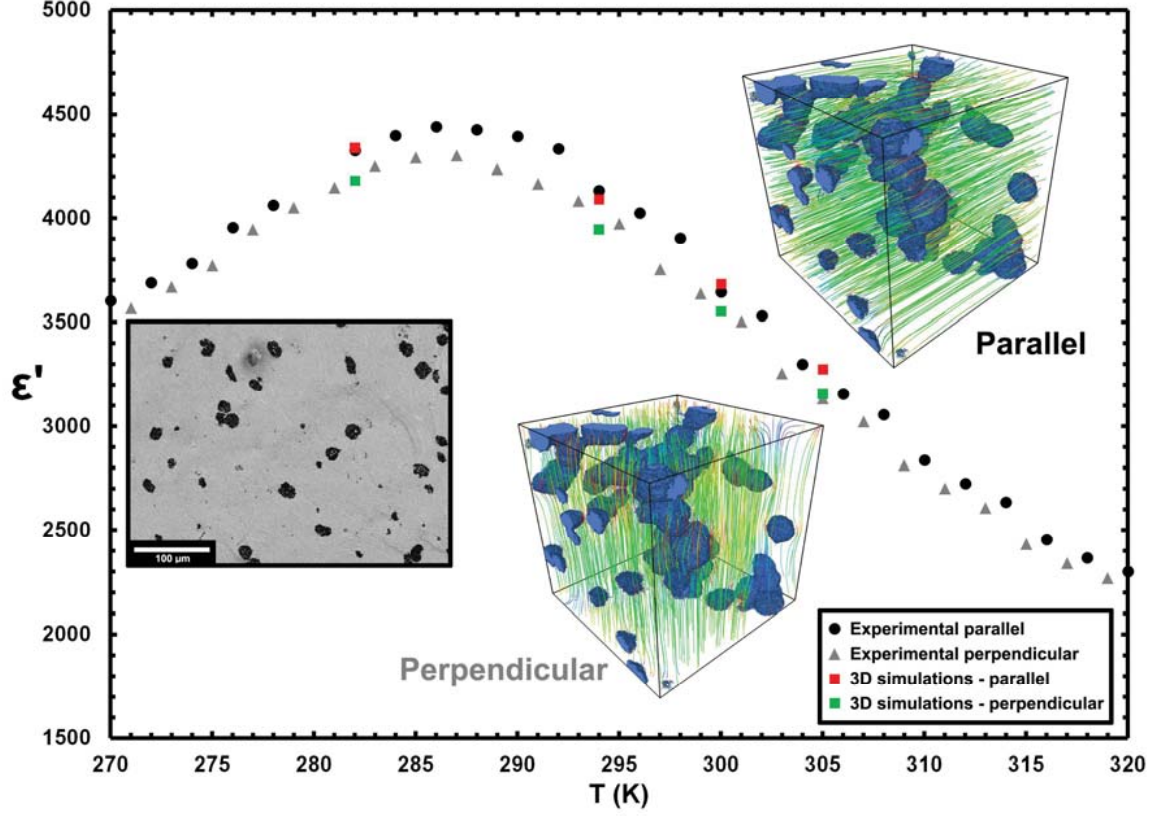 5000
4500
4000
3500
3000
2500
2000
1500
ε'
270 275 280 285 290 295 300 305 310 315 320
T (K)
Parallel
Perpendicular
100 µm
Experimental parallel
Experimental perpendicular
3D simulations - parallel
3D simulations - perpendicular